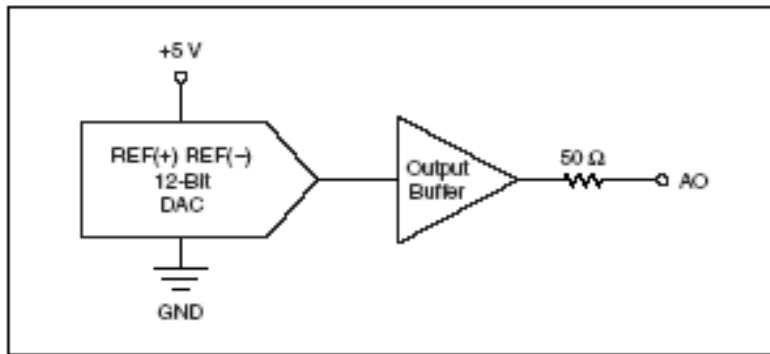 +5 V
REF(+) REF(–)
12-Bit
DAC
GND
Output
Buffer
50 Ω
AO